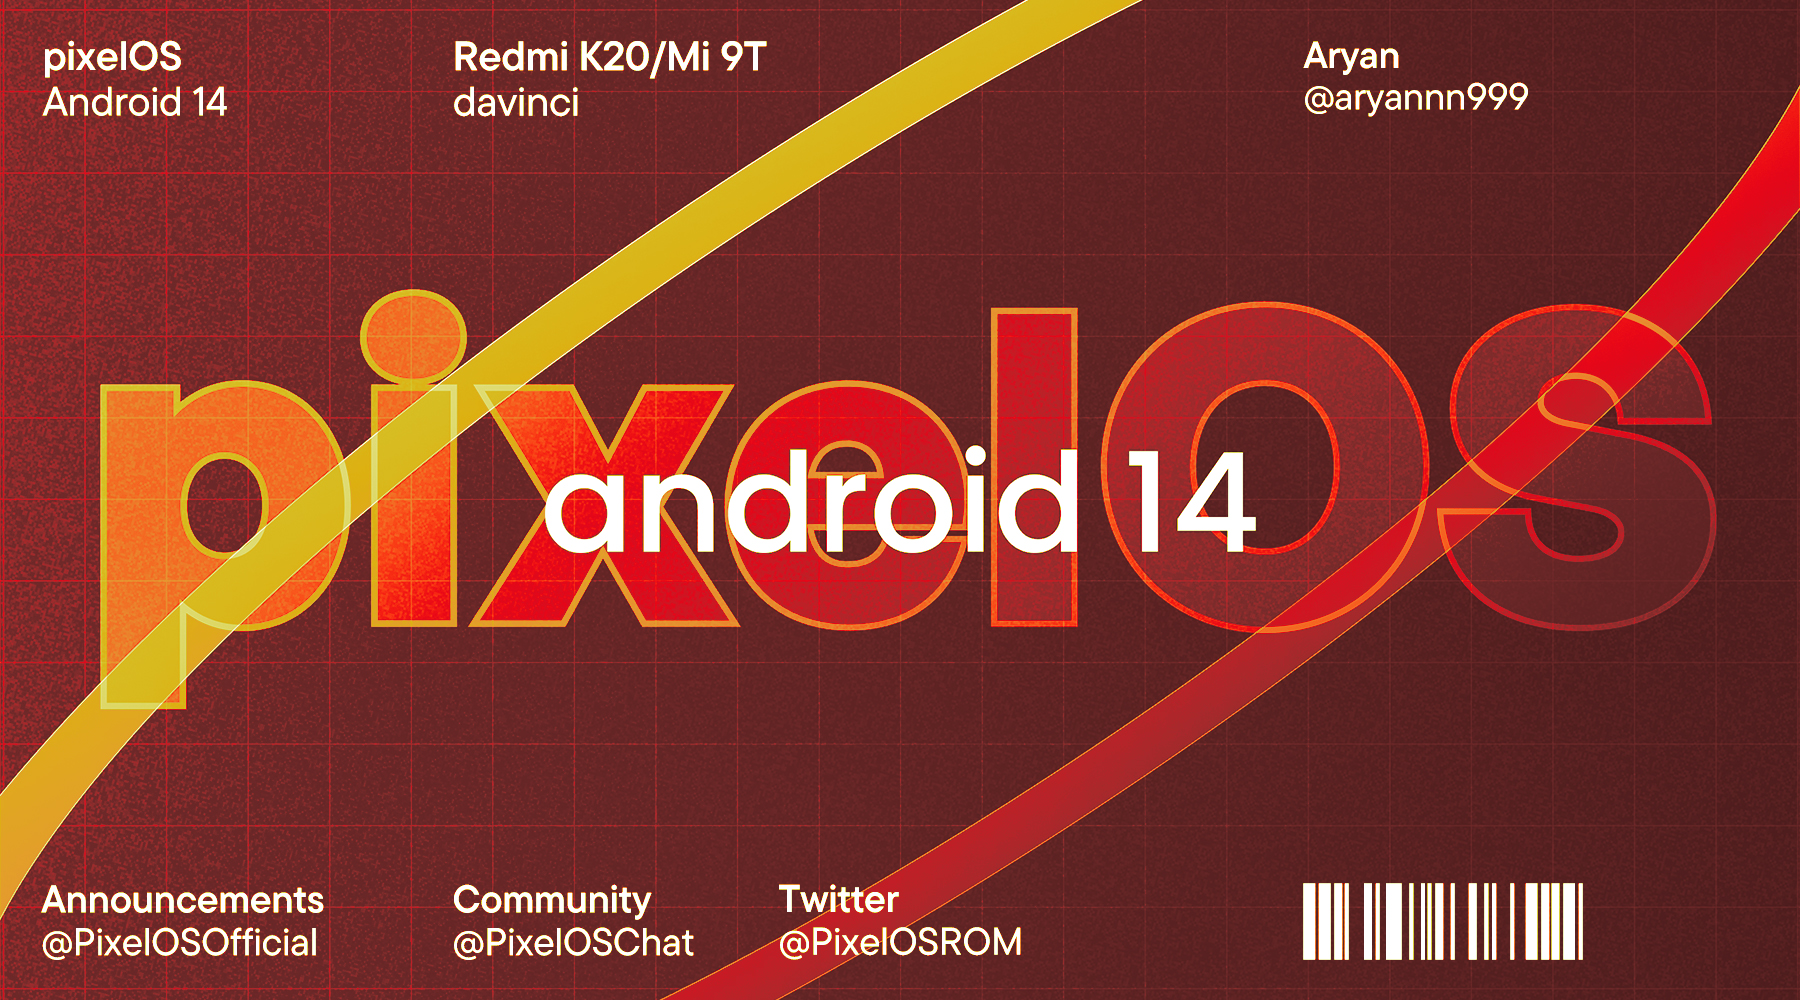 pixelOS
Android 14
Redmi K20/Mi 9T
davinci
Aryan
@aryannn999
pixelOS
android 14
Announcements
@PixelOSOfficial
Community
@PixelOSChat
Twitter
@PixelOSROM